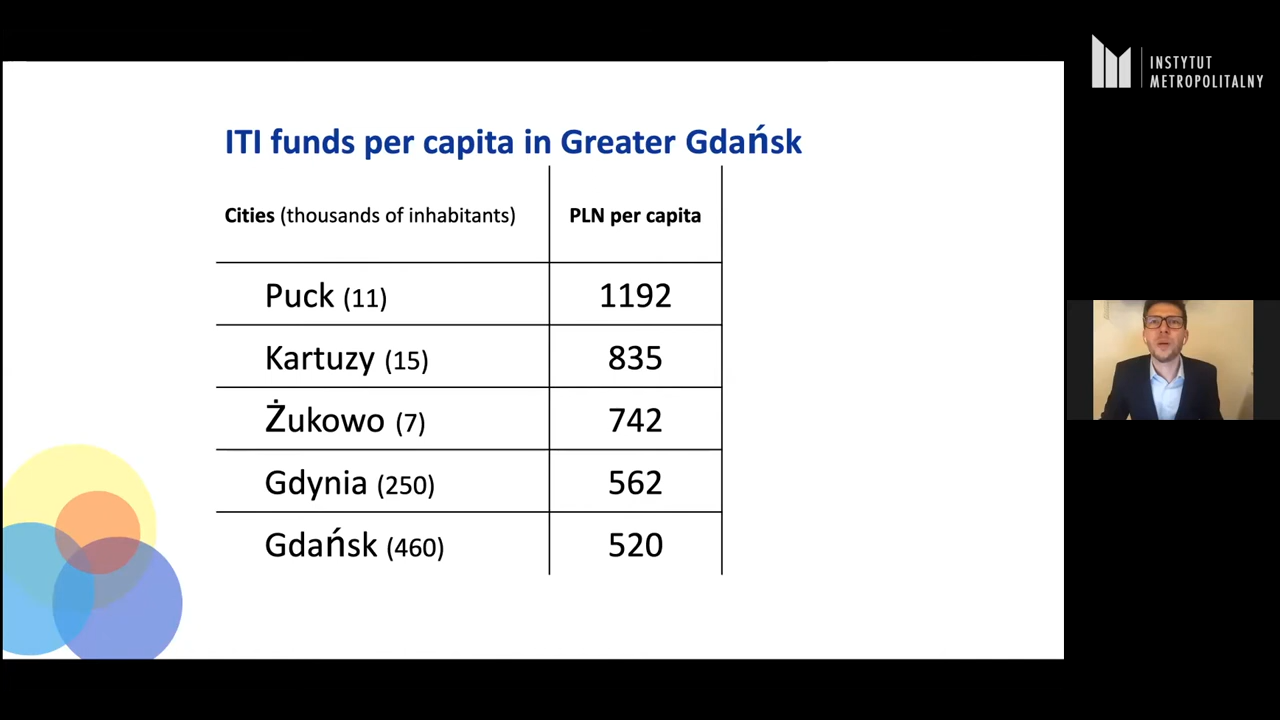 INSTYTUT
METROPOLITALNY
ITI funds per capita in Greater Gdańsk
Cities (thousands of inhabitants) PLN per capita
Puck (11) 1192
Kartuzy (15) 835
Żukowo (7) 742
Gdynia (250) 562
Gdańsk (460) 520